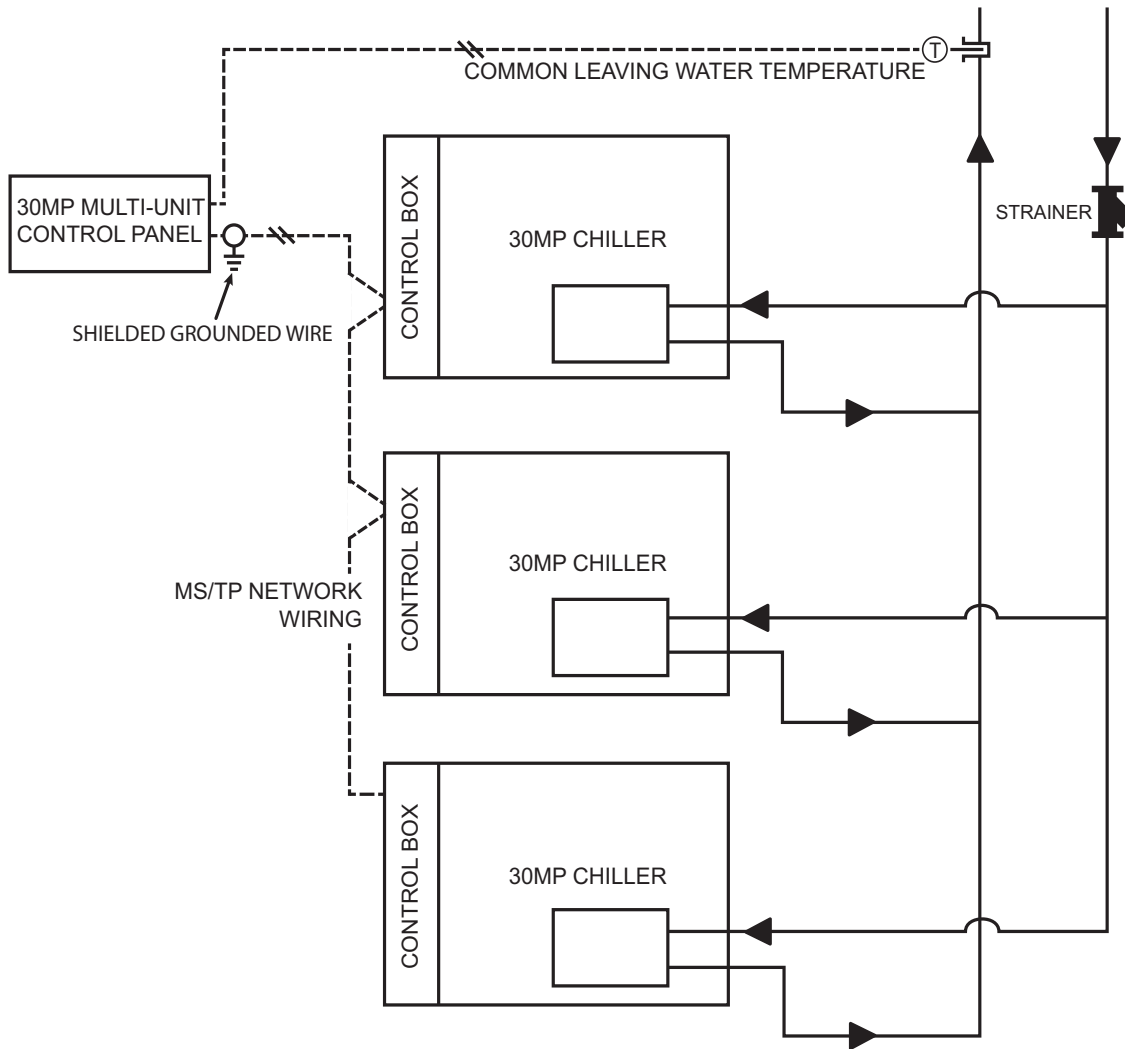 T
COMMON LEAVING WATER TEMPERATURE
30MP MULTI-UNIT
CONTROL PANEL
SHIELDED GROUNDED WIRE
CONTROL BOX
30MP CHILLER
STRAINER
CONTROL BOX
30MP CHILLER
MS/TP NETWORK
WIRING
CONTROL BOX
30MP CHILLER